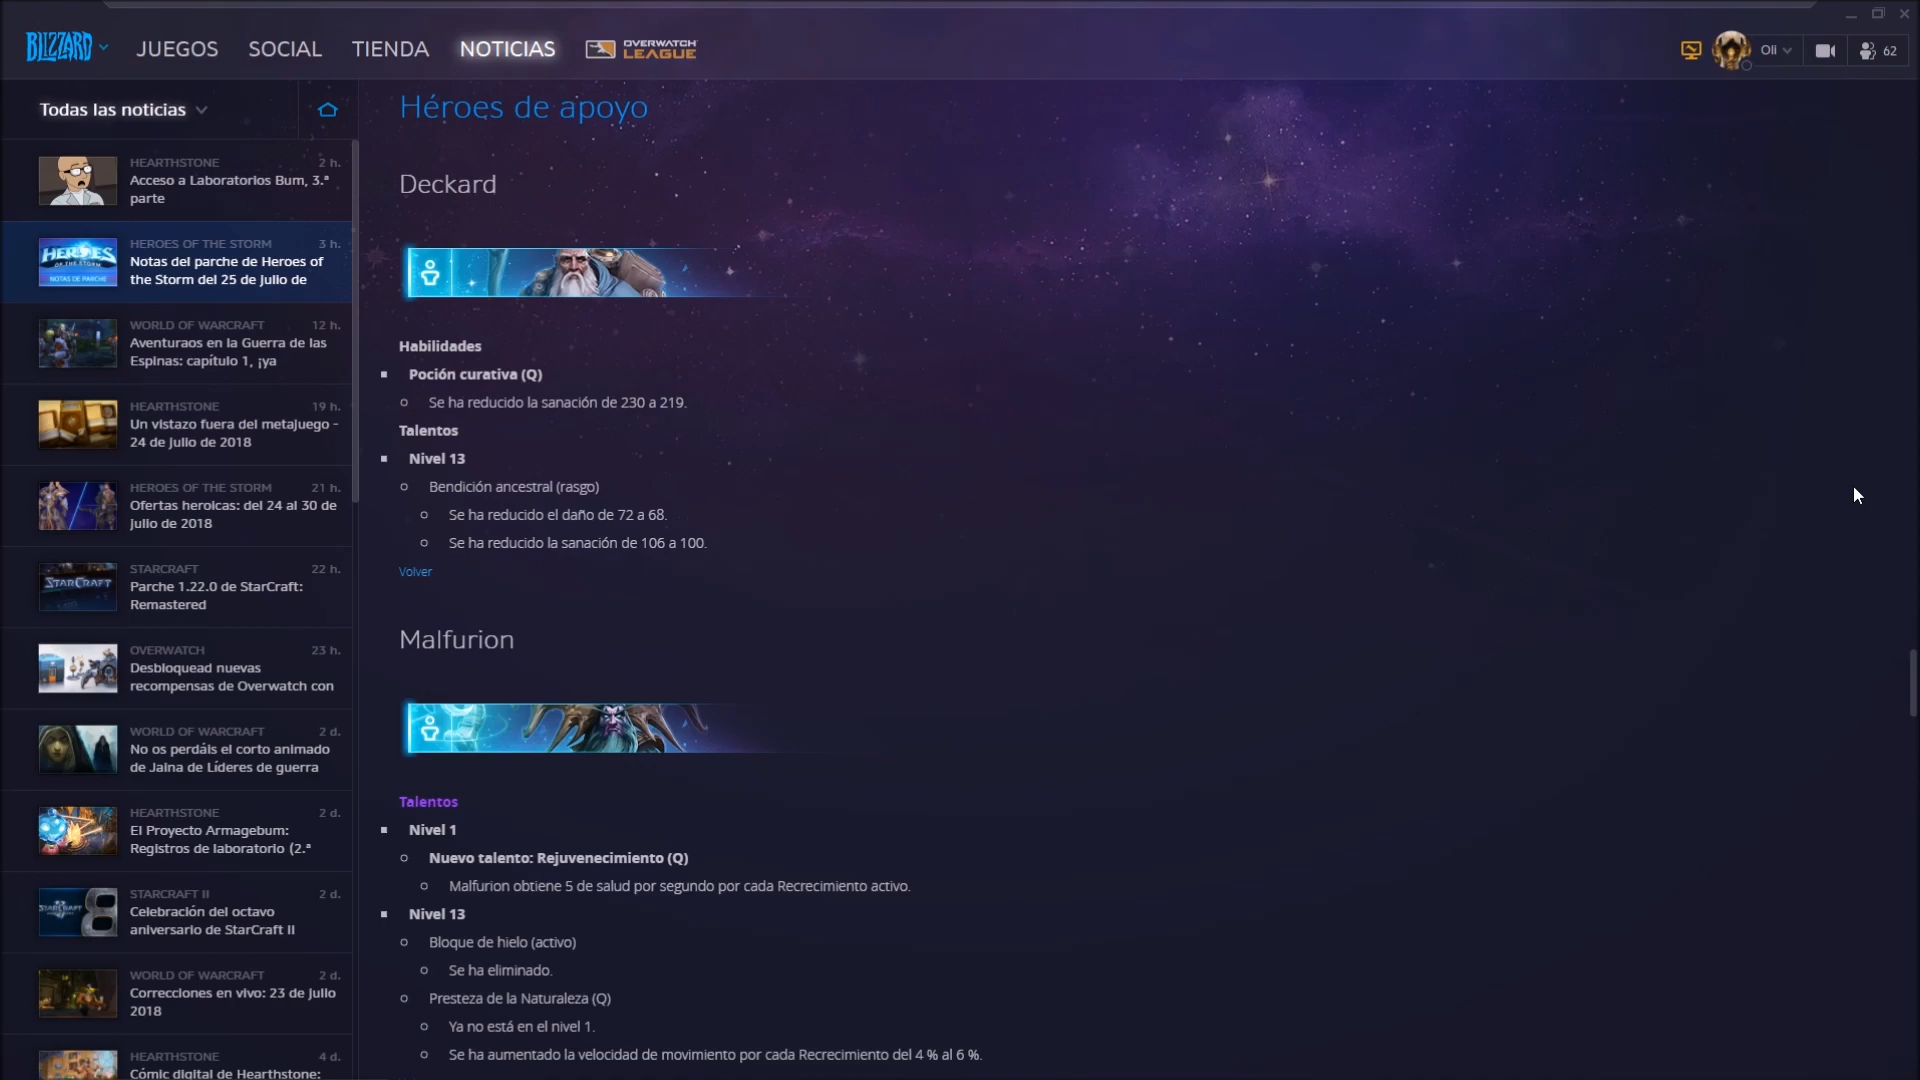 BLIZZARD
JUEGOS
SOCIAL
TIENDA
NOTICIAS
OVERWATCH
LEAGUE
Oli
62
Todas las noticias
HEARTHSTONE 2 h.
Acceso a Laboratorios Bum, 3.ª
parte
HEROES
OF THE STORM
NOTAS DE PARCHE
HEROES OF THE STORM 3 h.
Notas del parche de Heroes of
the Storm del 25 de julio de
WORLD OF WARCRAFT 12 h.
Aventuraos en la Guerra de las
Espinas: capítulo 1, ¡ya
HEARTHSTONE 19 h.
Un vistazo fuera del metajuego -
24 de julio de 2018
HEROES OF THE STORM 21 h.
Ofertas heroicas: del 24 al 30 de
julio de 2018
STARCRAFT
STARCRAFT 22 h.
Parche 1.22.0 de StarCraft:
Remastered
OVERWATCH 23 h.
Desbloquead nuevas
recompensas de Overwatch con
WORLD OF WARCRAFT 2 d.
No os perdáis el corto animado
de Jaina de Líderes de guerra
HEARTHSTONE 2 d.
El Proyecto Armagebum:
Registros de laboratorio (2.ª
STARCRAFT
8
STARCRAFT II 2 d.
Celebración del octavo
aniversario de StarCraft II
WORLD OF WARCRAFT 2 d.
Correcciones en vivo: 23 de julio
2018
HEARTHSTONE 4 d.
Cómic digital de Hearthstone:
Héroes de apoyo
Deckard
Habilidades
Poción curativa (Q)
Se ha reducido la sanación de 230 a 219.
Talentos
Nivel 13
Bendición ancestral (rasgo)
Se ha reducido el daño de 72 a 68.
Se ha reducido la sanación de 106 a 100.
Volver
Malfurion
Talentos
Nivel 1
Nuevo talento: Rejuvenecimiento (Q)
Malfurion obtiene 5 de salud por segundo por cada Recrecimiento activo.
Nivel 13
Bloque de hielo (activo)
Se ha eliminado.
Presteza de la Naturaleza (Q)
Ya no está en el nivel 1.
Se ha aumentado la velocidad de movimiento por cada Recrecimiento del 4 % al 6 %.